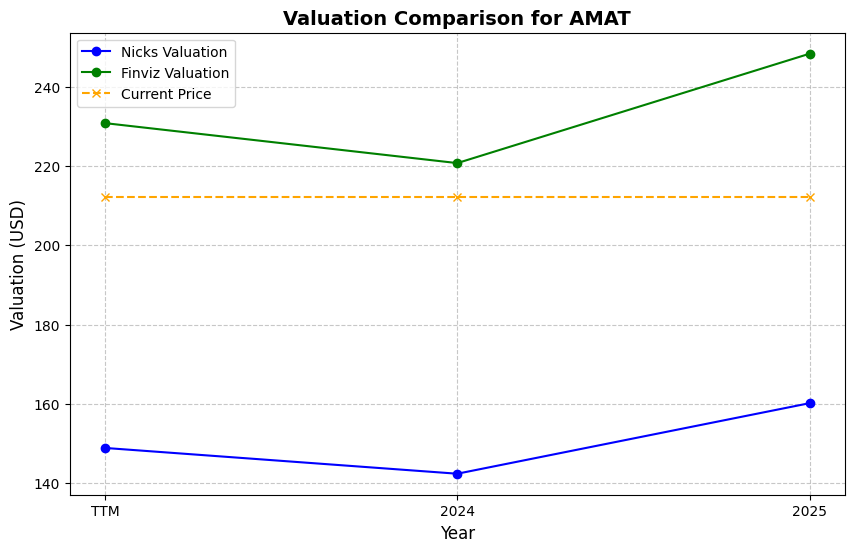 Valuation Comparison for AMAT
Nicks Valuation
Finviz Valuation
Current Price
Valuation (USD)
240
220
200
180
160
140
TTM
2024
2025
Year